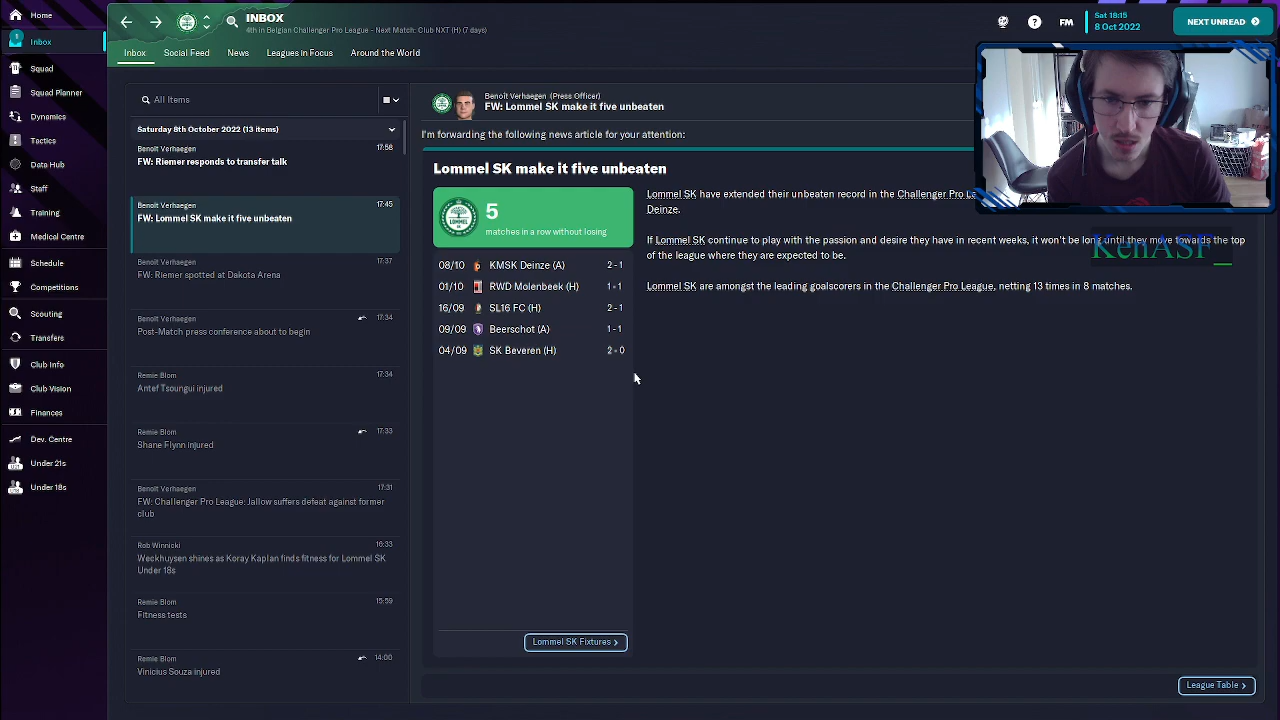 Home
Inbox
1
Squad
Squad Planner
Dynamics
Tactics
Data Hub
Staff
Training
Medical Centre
Schedule
Competitions
Scouting
Transfers
Club Info
Club Vision
Finances
Dev. Centre
Under 21s
Under 18s
INBOX
4th in Belgian Challenger Pro League - Next Match: Club NXT (H) (7 days)
FM
Sat 18:15
8 Oct 2022
NEXT UNREAD
Inbox
Social Feed
News
Leagues in Focus
Around the World
All Items
Saturday 8th October 2022 (13 items)
Benoît Verhaegen 17:58
FW: Riemer responds to transfer talk
Benoît Verhaegen 17:45
FW: Lommel SK make it five unbeaten
Benoît Verhaegen 17:37
FW: Riemer spotted at Dakota Arena
Benoît Verhaegen 17:34
Post-Match press conference about to begin
Remie Blom 17:34
Antef Tsoungui injured
Remie Blom 17:33
Shane Flynn injured
Benoît Verhaegen 17:31
FW: Challenger Pro League: Jallow suffers defeat against former
club
Rob Winnicki 16:33
Weckhuysen shines as Koray Kaplan finds fitness for Lommel SK
Under 18s
Remie Blom 15:59
Fitness tests
Remie Blom 14:00
Vinicius Souza injured
Benoît Verhaegen (Press Officer)
FW: Lommel SK make it five unbeaten
I'm forwarding the following news article for your attention:
Lommel SK make it five unbeaten
LOMMEL
SK
5
matches in a row without losing
08/10 KMSK Deinze (A) 2-1
01/10 RWD Molenbeek (H) 1-1
16/09 SL16 FC (H) 2-1
09/09 Beerschot (A) 1-1
04/09 SK Beveren (H) 2-0
Lommel SK Fixtures
Lommel SK have extended their unbeaten record in the Challenger Pro Le
Deinze.
If Lommel SK continue to play with the passion and desire they have in recent weeks, it won't be long until they move towards the top
of the league where they are expected to be.
Lommel SK are amongst the leading goalscorers in the Challenger Pro League, netting 13 times in 8 matches.
KenASF_
League Table